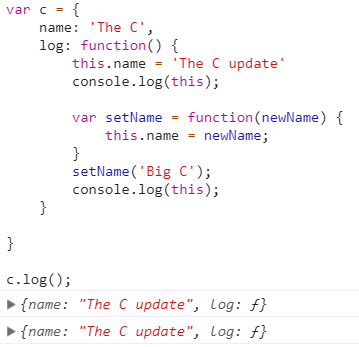 var c = {
    name: 'The C',
    log: function() {
        this.name = 'The C update'
        console.log(this);

        var setName = function(newName) {
            this.name = newName;
        }
        setName('Big C');
        console.log(this);
    }

}

c.log();
▶{name: "The C update", log: ƒ}
▶{name: "The C update", log: ƒ}